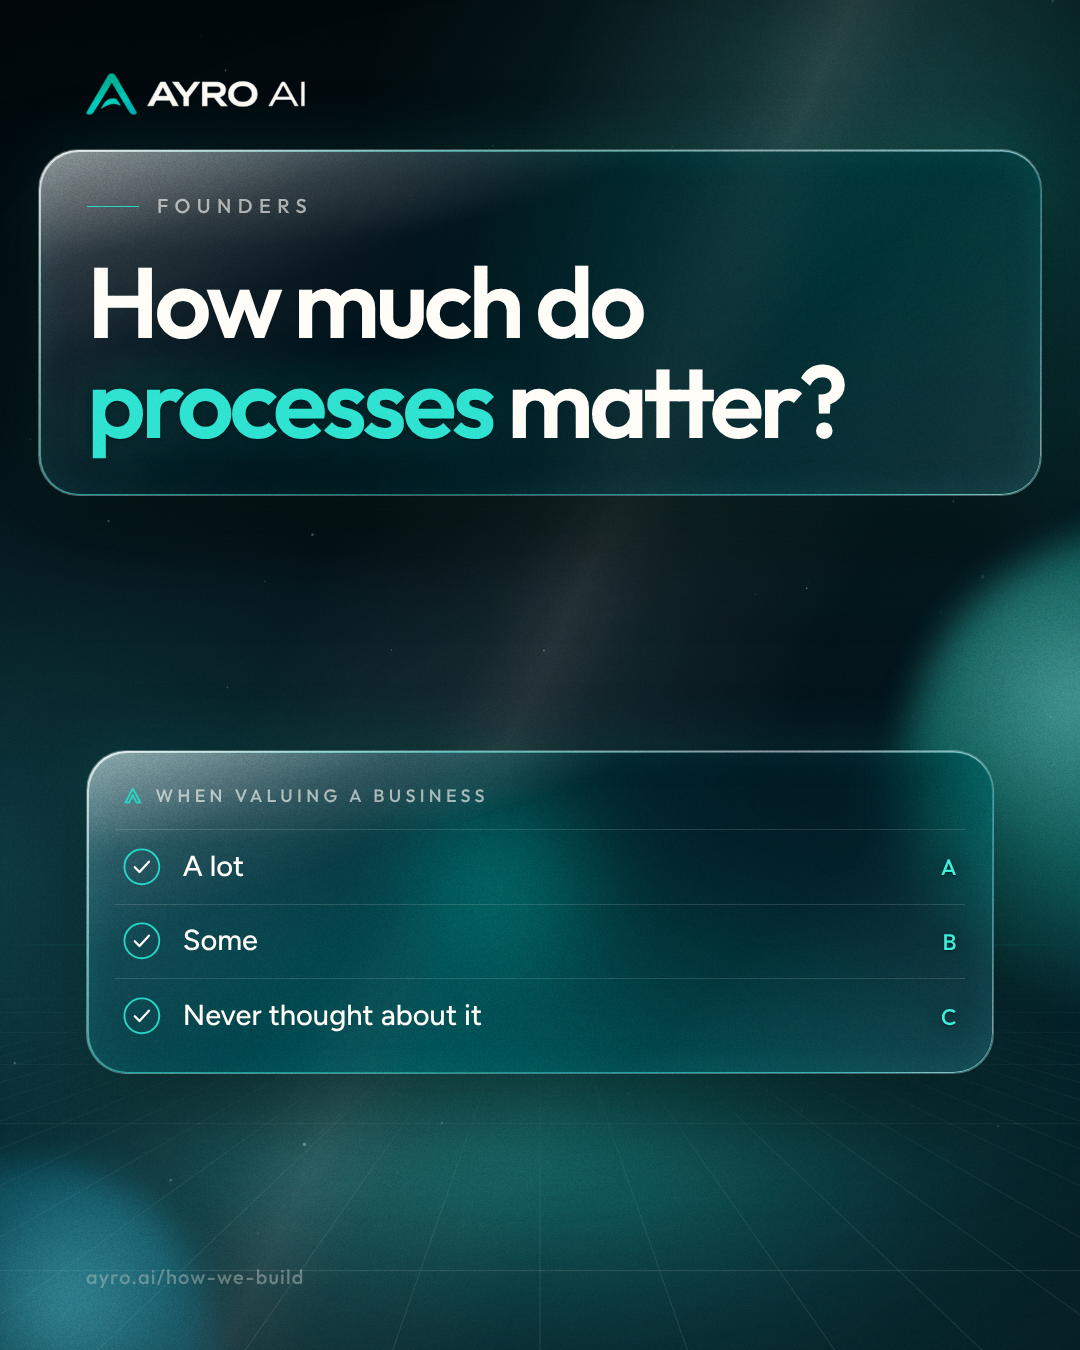 AYRO AI
FOUNDERS
How much do
processes matter?
WHEN VALUING A BUSINESS
A lot A
Some B
Never thought about it C
ayro.ai/how-we-build